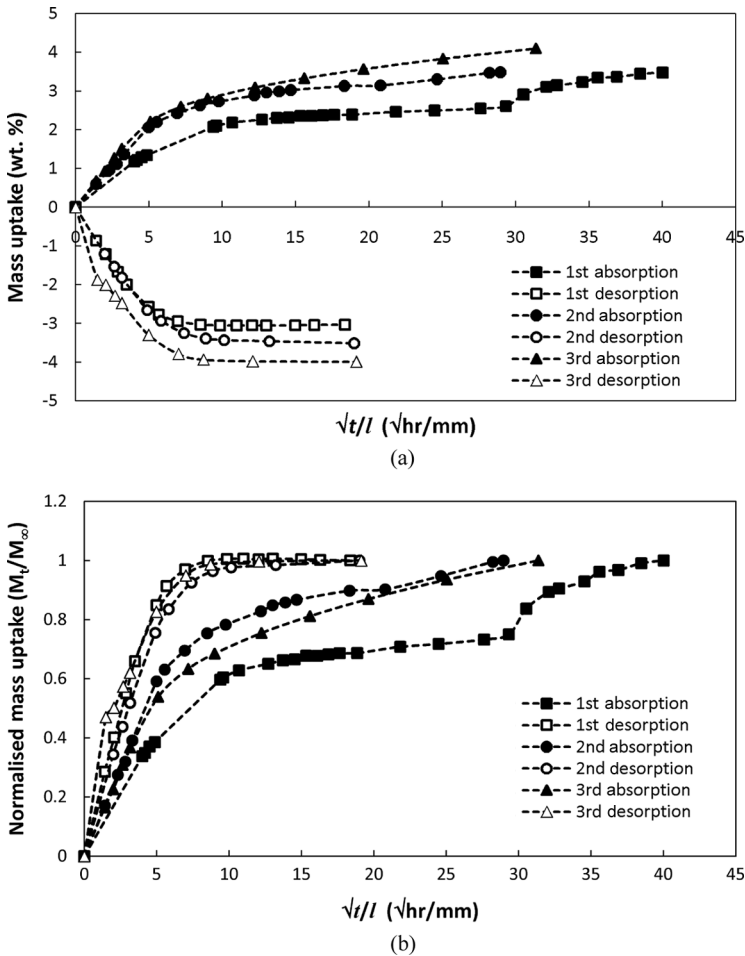 5
4
3
2
1
0
-1
-2
-3
-4
-5
Mass uptake (wt. %)
0 5 10 15 20 25 30 35 40 45
1st absorption
1st desorption
2nd absorption
2nd desorption
3rd absorption
3rd desorption
√t/l (√hr/mm)
(a)
1.2
1
0.8
0.6
0.4
0.2
0
Normalised mass uptake (Mt/M∞)
1st absorption
1st desorption
2nd absorption
2nd desorption
3rd absorption
3rd desorption
0 5 10 15 20 25 30 35 40 45
√t/l (√hr/mm)
(b)